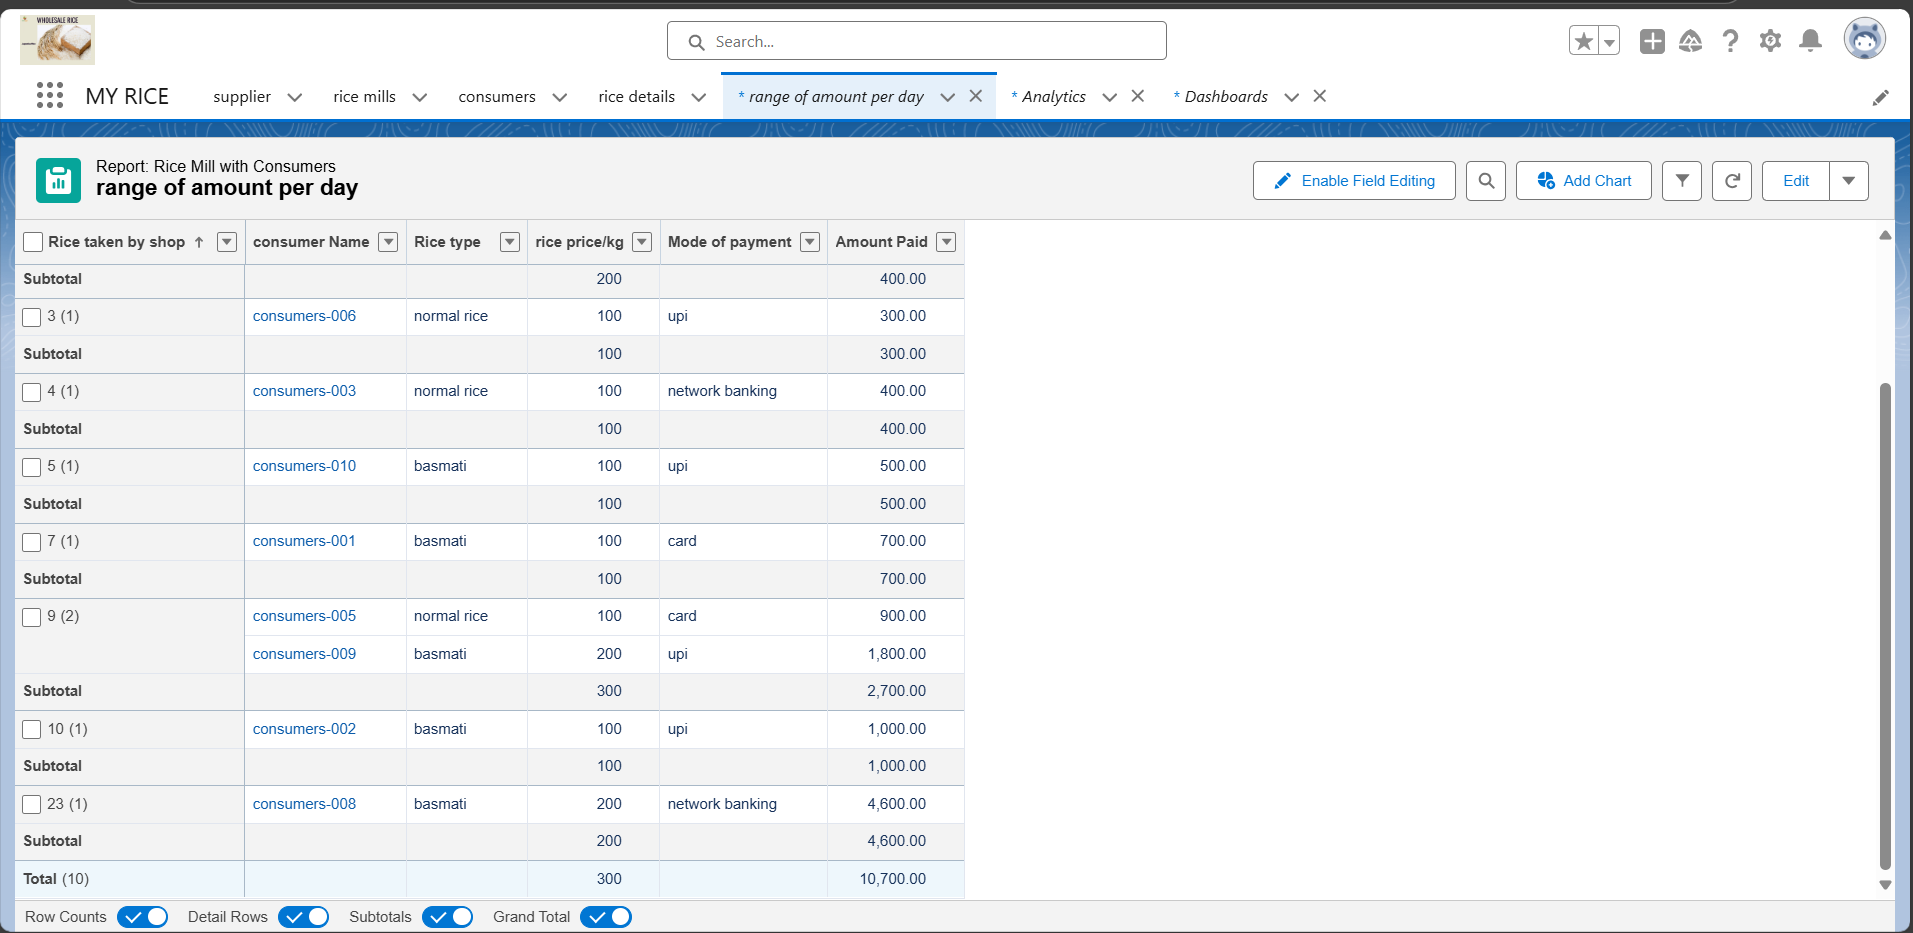 WHOLESALE RICE
Search...
MY RICE
supplier
rice mills
consumers
rice details
* range of amount per day
* Analytics
* Dashboards
Report: Rice Mill with Consumers
range of amount per day
Enable Field Editing
Add Chart
Edit
Rice taken by shop ↑ consumer Name Rice type rice price/kg Mode of payment Amount Paid
Subtotal 200 400.00
3 (1) consumers-006 normal rice 100 upi 300.00
Subtotal 100 300.00
4 (1) consumers-003 normal rice 100 network banking 400.00
Subtotal 100 400.00
5 (1) consumers-010 basmati 100 upi 500.00
Subtotal 100 500.00
7 (1) consumers-001 basmati 100 card 700.00
Subtotal 100 700.00
9 (2) consumers-005 normal rice 100 card 900.00
consumers-009 basmati 200 upi 1,800.00
Subtotal 300 2,700.00
10 (1) consumers-002 basmati 100 upi 1,000.00
Subtotal 100 1,000.00
23 (1) consumers-008 basmati 200 network banking 4,600.00
Subtotal 200 4,600.00
Total (10) 300 10,700.00
Row Counts Detail Rows Subtotals Grand Total